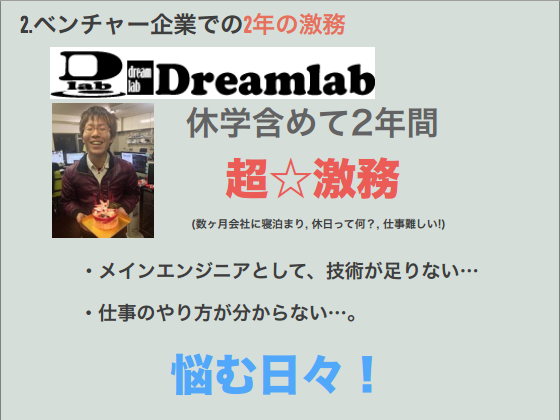 2.ベンチャー企業での2年の激務
D lab
dream lab
Dreamlab
休学含めて2年間
超☆激務
(数ヶ月会社に寝泊まり, 休日って何？, 仕事難しい!)
・メインエンジニアとして、技術が足りない…
・仕事のやり方が分からない…。
悩む日々！